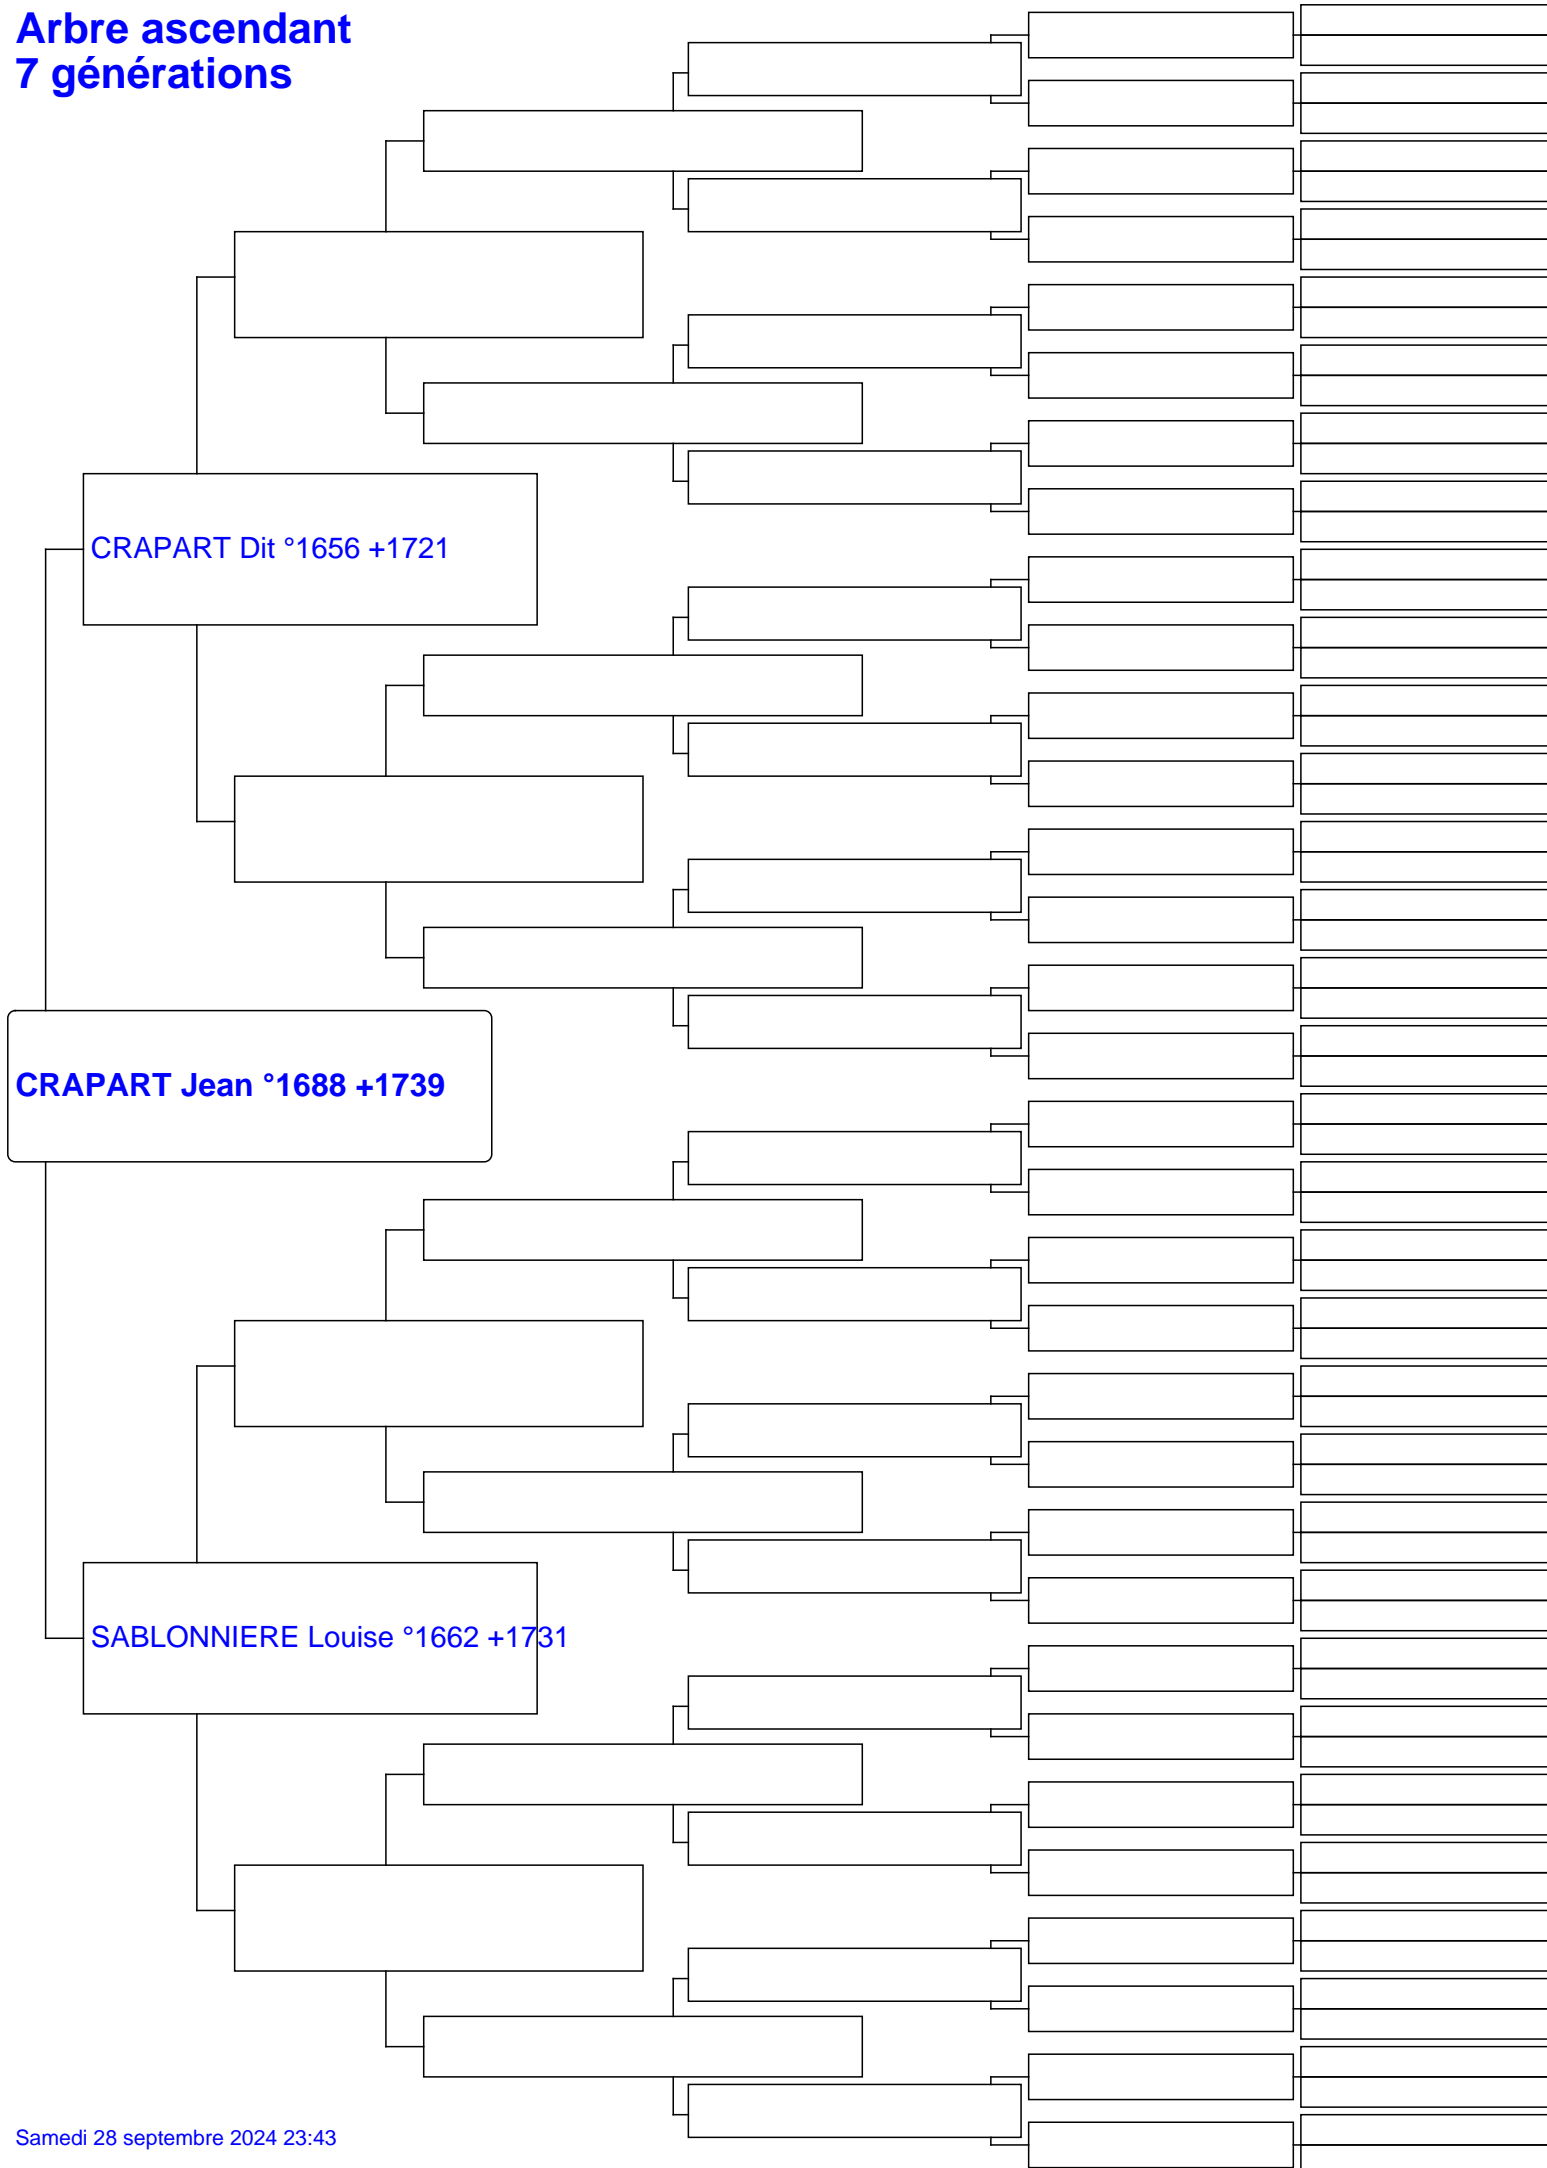 Arbre ascendant
7 générations
CRAPART Dit °1656 +1721
CRAPART Jean °1688 +1739
SABLONNIERE Louise °1662 +1731
Samedi 28 septembre 2024 23:43